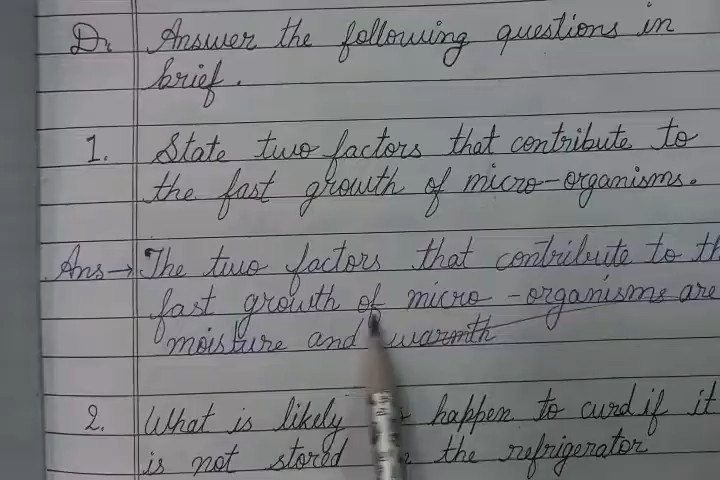 D. Answer the following questions in
brief.
1. State two factors that contribute to
the fast growth of micro-organisms.
Ans→ The two factors that contribute to
fast growth of micro-organisms are
moisture and warmth
2. What is likely happen to curd if it
is not stored the refrigerator